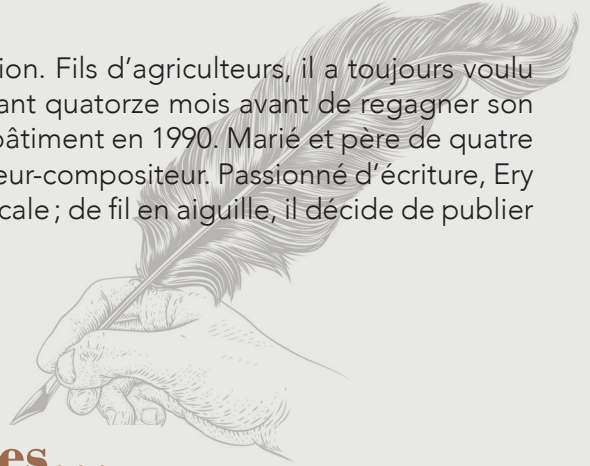 ion. Fils d’agriculteurs, il a toujours voulu
ant quatorze mois avant de regagner son
bâtiment en 1990. Marié et père de quatre
eur-compositeur. Passionné d’écriture, Ery
cale ; de fil en aiguille, il décide de publier
es...